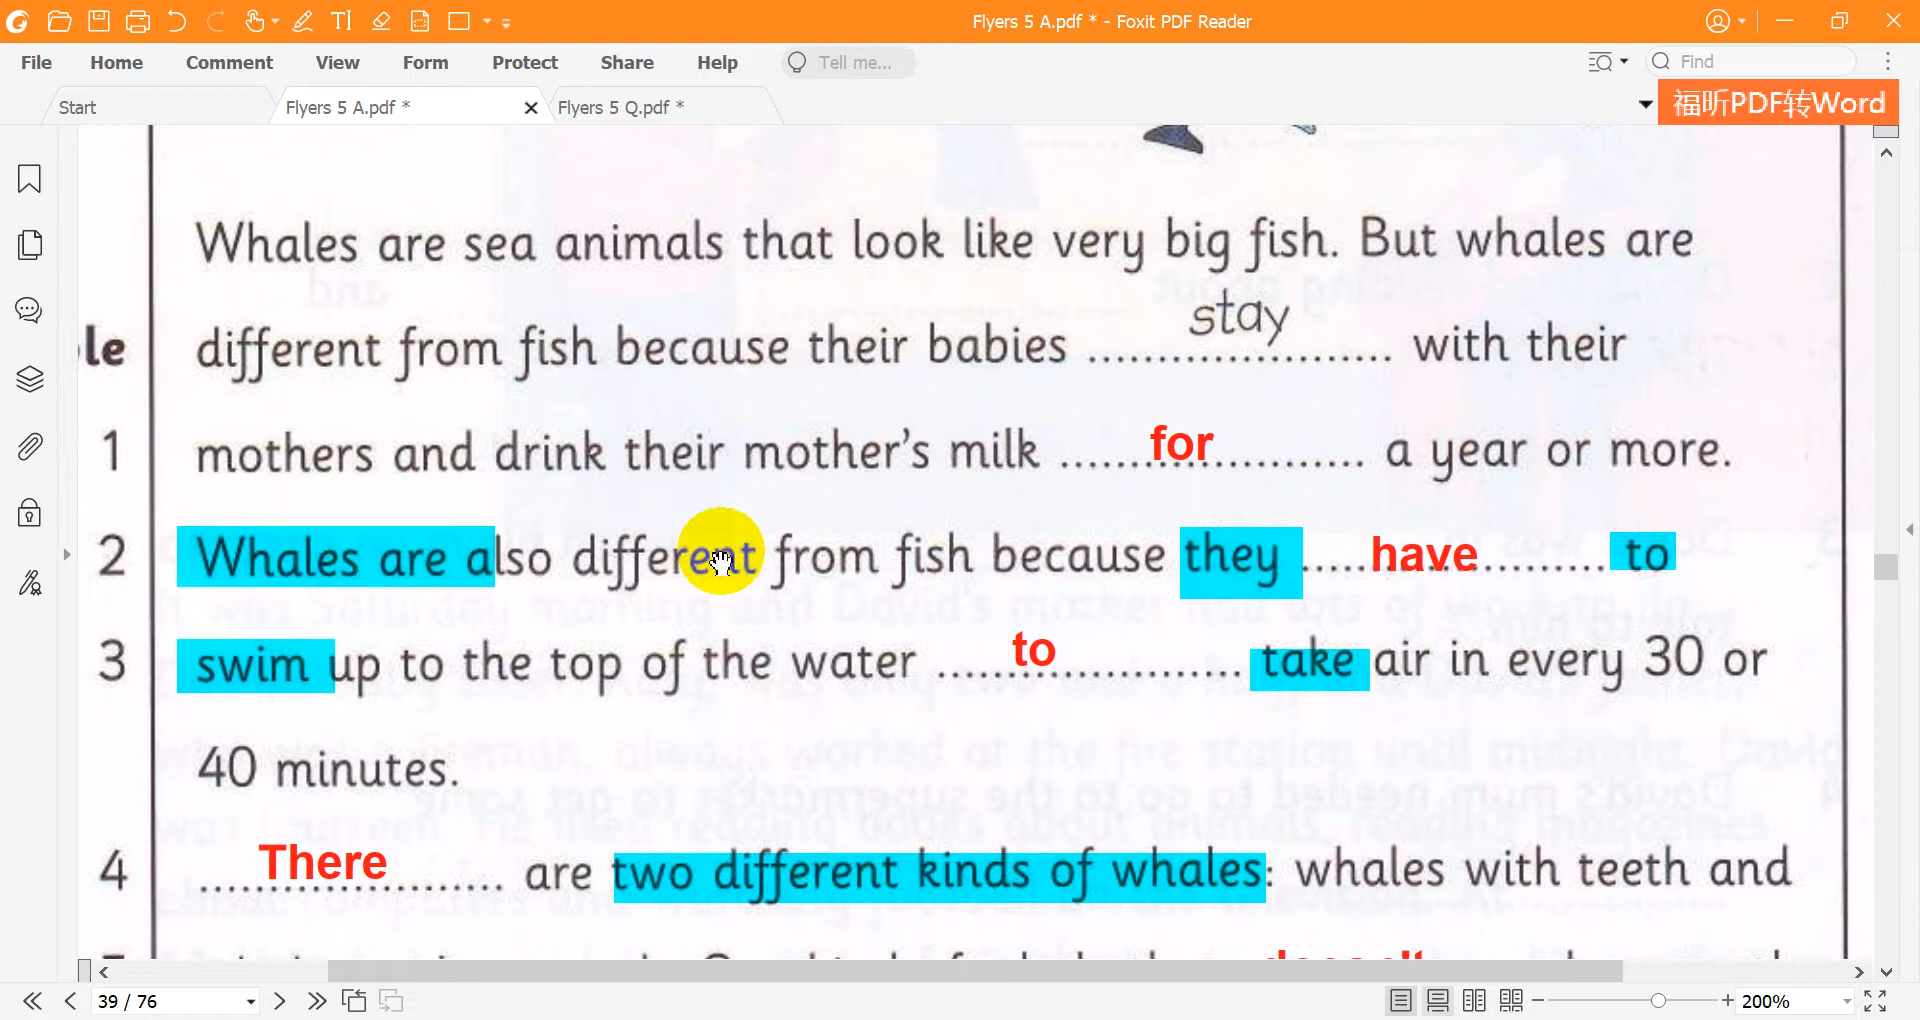 Flyers 5 A.pdf * - Foxit PDF Reader
File Home Comment View Form Protect Share Help Tell me... Find
Start Flyers 5 A.pdf * Flyers 5 Q.pdf * 福昕PDF转Word
Whales are sea animals that look like very big fish. But whales are
stay
le different from fish because their babies .......................... with their
1 mothers and drink their mother's milk ........for........ a year or more.
2 Whales are also different from fish because they .....have........... to
3 swim up to the top of the water .......to............... take air in every 30 or
40 minutes.
4 .....There......... are two different kinds of whales: whales with teeth and
39 / 76 200%